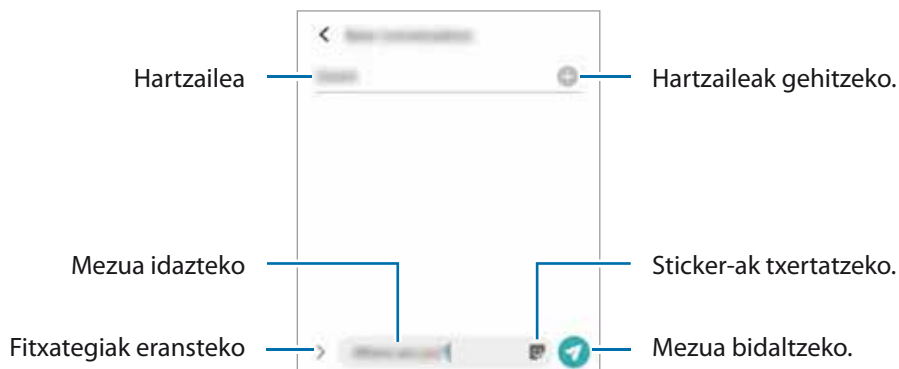 Hartzailea
Hartzaileak gehitzeko.
Mezua idazteko
Sticker-ak txertatzeko.
Fitxategiak eransteko
Mezua bidaltzeko.